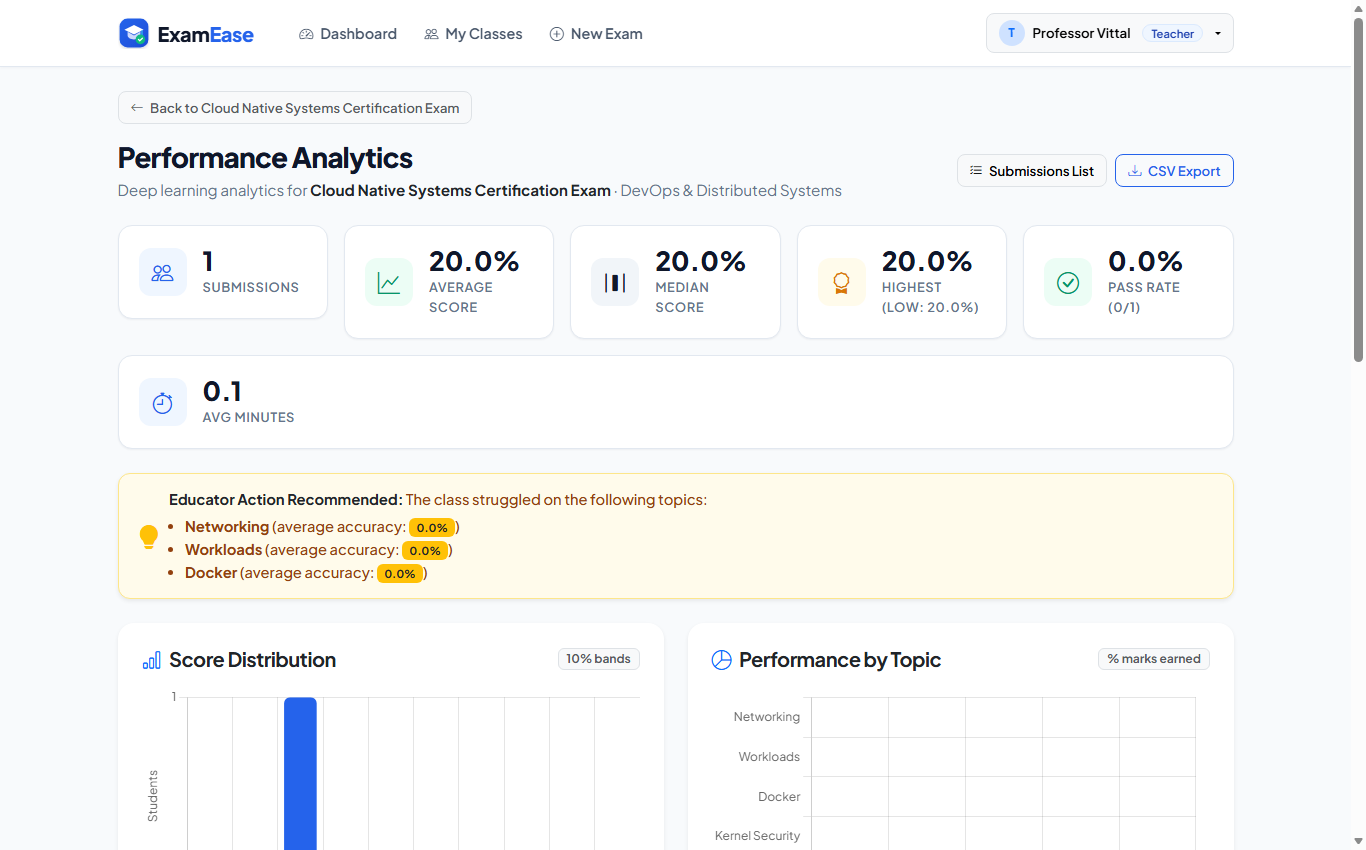 ExamEase
Dashboard
My Classes
New Exam
T
Professor Vittal
Teacher
← Back to Cloud Native Systems Certification Exam
Performance Analytics
Deep learning analytics for Cloud Native Systems Certification Exam · DevOps & Distributed Systems
Submissions List
CSV Export
1
SUBMISSIONS
20.0%
AVERAGE
SCORE
20.0%
MEDIAN
SCORE
20.0%
HIGHEST
(LOW: 20.0%)
0.0%
PASS RATE
(0/1)
0.1
AVG MINUTES
Educator Action Recommended: The class struggled on the following topics:
• Networking (average accuracy: 0.0%)
• Workloads (average accuracy: 0.0%)
• Docker (average accuracy: 0.0%)
Score Distribution
10% bands
1
Students
Performance by Topic
% marks earned
Networking
Workloads
Docker
Kernel Security